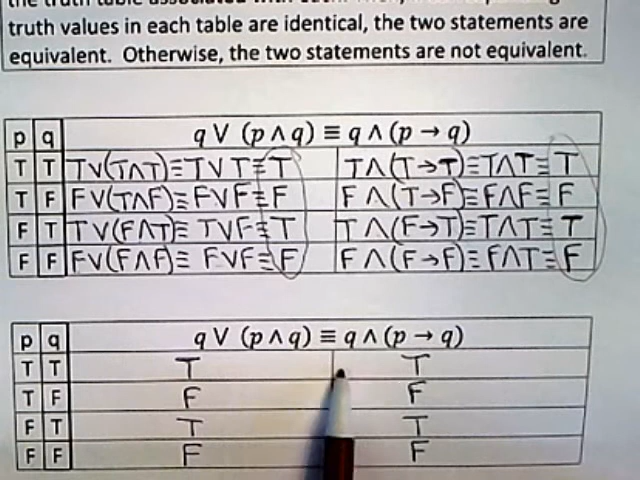 truth values in each table are identical, the two statements are
equivalent. Otherwise, the two statements are not equivalent.
p q q ∨ (p ∧ q) ≡ q ∧ (p → q)
T T T∨(T∧T)≡T∨T≡T T∧(T→T)≡T∧T≡T
T F F∨(T∧F)≡F∨F≡F F∧(T→F)≡F∧F≡F
F T T∨(F∧T)≡T∨F≡T T∧(F→T)≡T∧T≡T
F F F∨(F∧F)≡F∨F≡F F∧(F→F)≡F∧T≡F
p q q ∨ (p ∧ q) ≡ q ∧ (p → q)
T T T T
T F F F
F T T T
F F F F